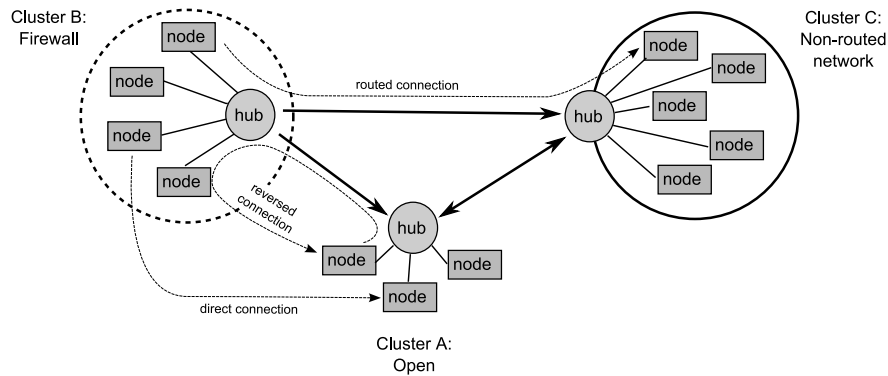 Cluster B:
Firewall
node
node
node
node
hub
routed connection
reversed
connection
direct connection
hub
node
node
node
Cluster A:
Open
Cluster C:
Non-routed
network
hub
node
node
node
node
node